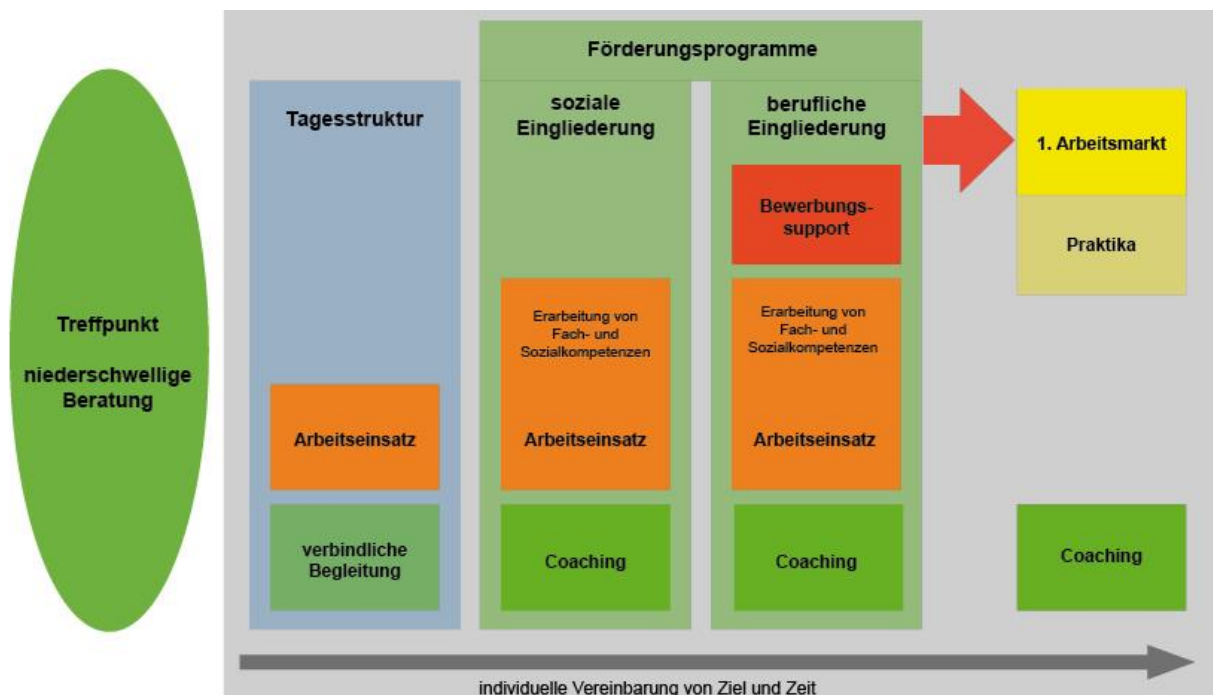 Treffpunkt
niederschwellige
Beratung
Förderungsprogramme
Tagesstruktur
Arbeitseinsatz
verbindliche
Begleitung
soziale
Eingliederung
Erarbeitung von
Fach- und
Sozialkompetenzen
Arbeitseinsatz
Coaching
berufliche
Eingliederung
Bewerbungs-
support
Erarbeitung von
Fach- und
Sozialkompetenzen
Arbeitseinsatz
Coaching
1. Arbeitsmarkt
Praktika
Coaching
individuelle Vereinbarung von Ziel und Zeit